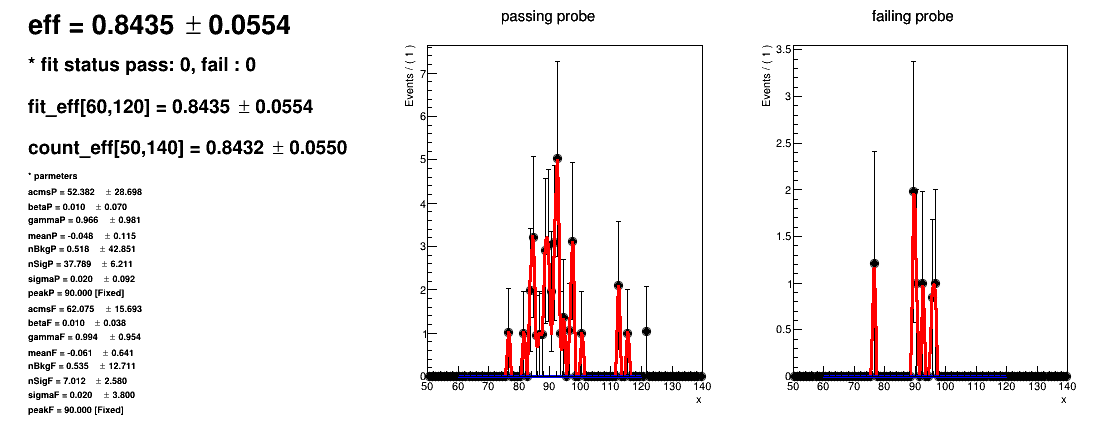 eff = 0.8435 ± 0.0554
* fit status pass: 0, fail : 0
fit_eff[60,120] = 0.8435 ± 0.0554
count_eff[50,140] = 0.8432 ± 0.0550
* parmeters
acmsP = 52.382 ± 28.698
betaP = 0.010 ± 0.070
gammaP = 0.966 ± 0.981
meanP = -0.048 ± 0.115
nBkgP = 0.518 ± 42.851
nSigP = 37.789 ± 6.211
sigmaP = 0.020 ± 0.092
peakP = 90.000 [Fixed]
acmsF = 62.075 ± 15.693
betaF = 0.010 ± 0.038
gammaF = 0.994 ± 0.954
meanF = -0.061 ± 0.641
nBkgF = 0.535 ± 12.711
nSigF = 7.012 ± 2.580
sigmaF = 0.020 ± 3.800
peakF = 90.000 [Fixed]
passing probe
Events / ( 1 )
7
6
5
4
3
2
1
0
50 60 70 80 90 100 110 120 130 140
x
failing probe
Events / ( 1 )
3.5
3
2.5
2
1.5
1
0.5
0
50 60 70 80 90 100 110 120 130 140
x